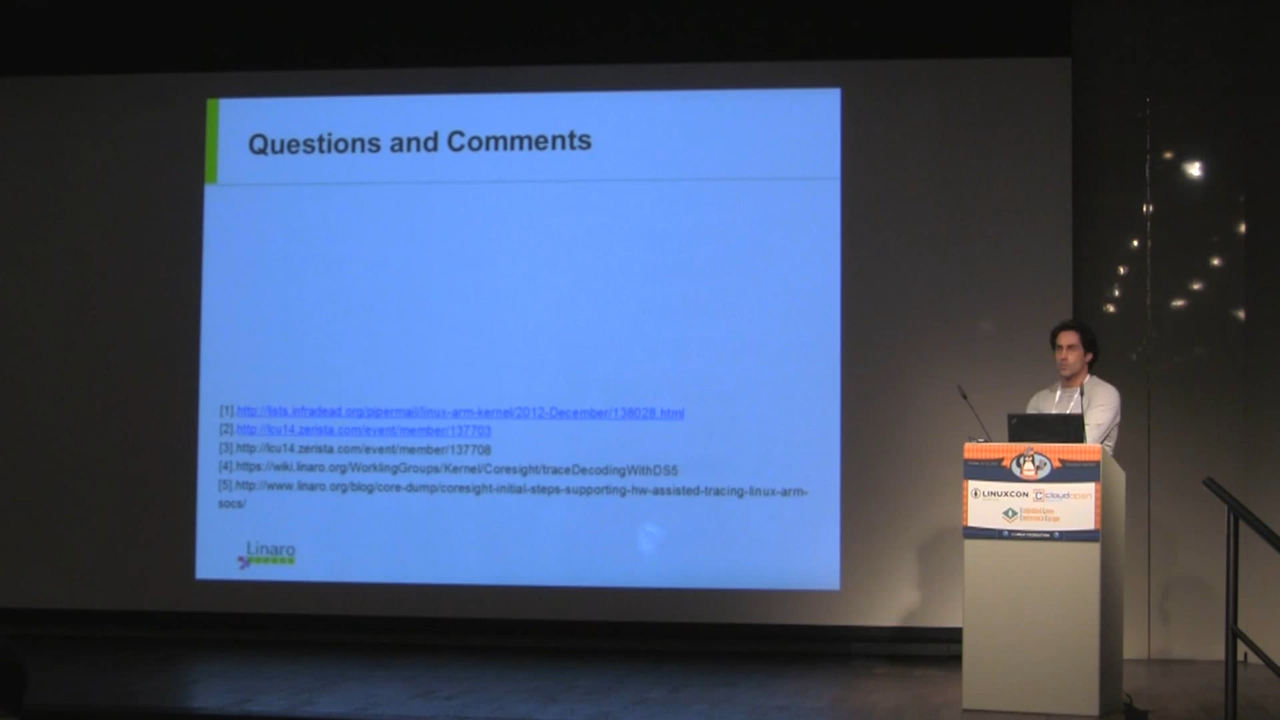 Questions and Comments
[1].http://lists.infradead.org/pipermail/linux-arm-kernel/2012-December/138028.html
[2].http://lcu14.zerista.com/event/member/137703
[3].http://lcu14.zerista.com/event/member/137708
[4].https://wiki.linaro.org/WorklingGroups/Kernel/Coresight/traceDecodingWithDS5
[5].http://www.linaro.org/blog/core-dump/coresight-initial-steps-supporting-hw-assisted-tracing-linux-arm-
socs/
Linaro
LINUXCON
cloudopen